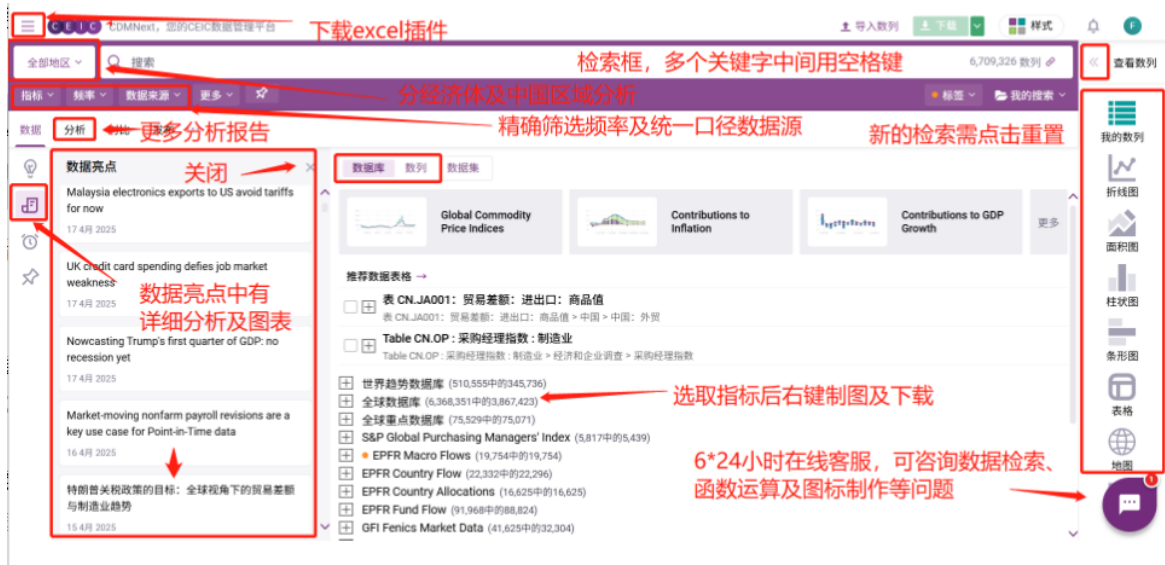 CEIC CDMNext，您的CEIC数据管理平台
下载excel插件
导入数列
下载
样式
F
全部地区
搜索
检索框，多个关键字中间用空格键
6,709,326 数列
查看数列
指标
频率
数据来源
更多
分经济体及中国区域分析
标签
我的搜索
数据
分析
更多分析报告
精确筛选频率及统一口径数据源
新的检索需点击重置
我的数列
折线图
面积图
柱状图
条形图
表格
地图
数据亮点
关闭
Malaysia electronics exports to US avoid tariffs
for now
17 4月 2025
UK credit card spending defies job market
weakness
17 4月 2025
数据亮点中有
详细分析及图表
Nowcasting Trump's first quarter of GDP: no
recession yet
17 4月 2025
Market-moving nonfarm payroll revisions are a
key use case for Point-in-Time data
16 4月 2025
特朗普关税政策的目标：全球视角下的贸易差额
与制造业趋势
15 4月 2025
数据库
数列
数据集
Global Commodity
Price Indices
Contributions to
Inflation
Contributions to GDP
Growth
更多
推荐数据表格 →
表 CN.JA001：贸易差额：进出口：商品值
表 CN.JA001：贸易差额：进出口：商品值 > 中国 > 中国：外贸
Table CN.OP : 采购经理指数 : 制造业
Table CN.OP : 采购经理指数 : 制造业 > 经济和企业调查 > 采购经理指数
世界趋势数据库 (510,555中的345,736)
全球数据库 (6,368,351中的3,867,423)
选取指标后右键制图及下载
全球重点数据库 (75,529中的75,071)
S&P Global Purchasing Managers' Index (5,817中的5,439)
EPFR Macro Flows (19,754中的19,754)
EPFR Country Flow (22,332中的22,296)
EPFR Country Allocations (16,625中的16,625)
EPFR Fund Flow (91,968中的88,824)
GFI Fenics Market Data (41,625中的32,304)
6*24小时在线客服，可咨询数据检索、
函数运算及图标制作等问题
1